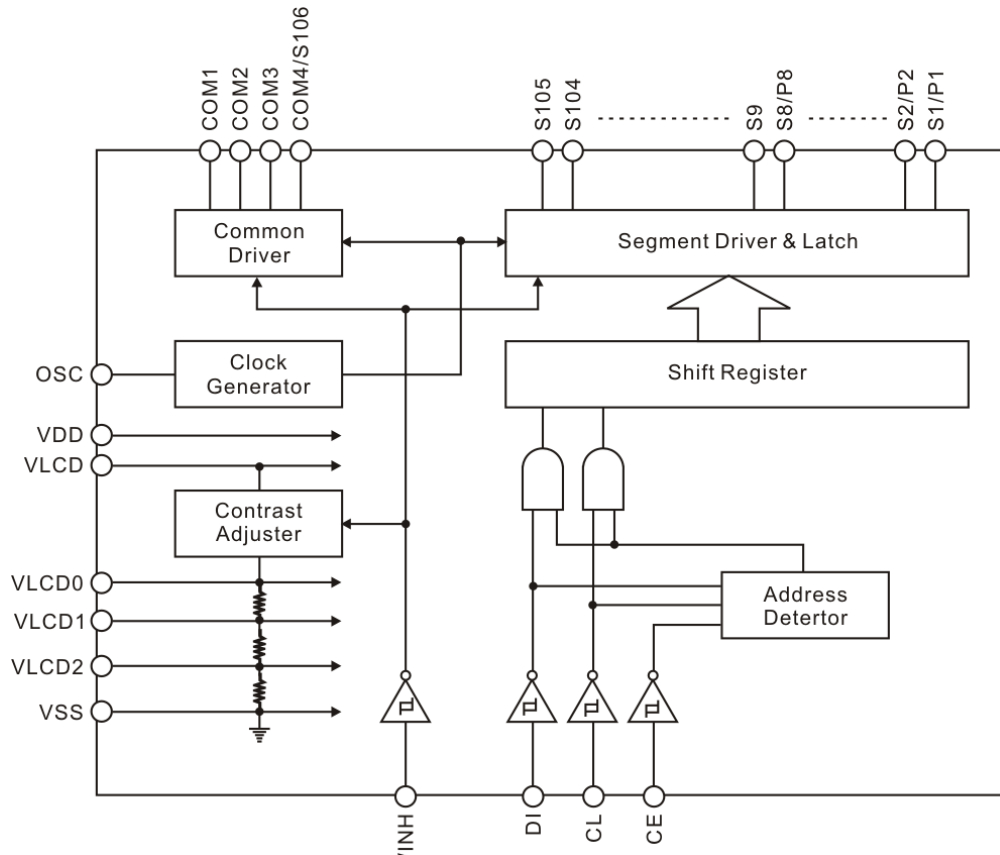 COM1
COM2
COM3
COM4/S106
S105
S104
S9
S8/P8
S2/P2
S1/P1
Common
Driver
Segment Driver & Latch
OSC
Clock
Generator
Shift Register
VDD
VLCD
Contrast
Adjuster
VLCD0
VLCD1
VLCD2
VSS
Address
Detertor
DI
CL
CE